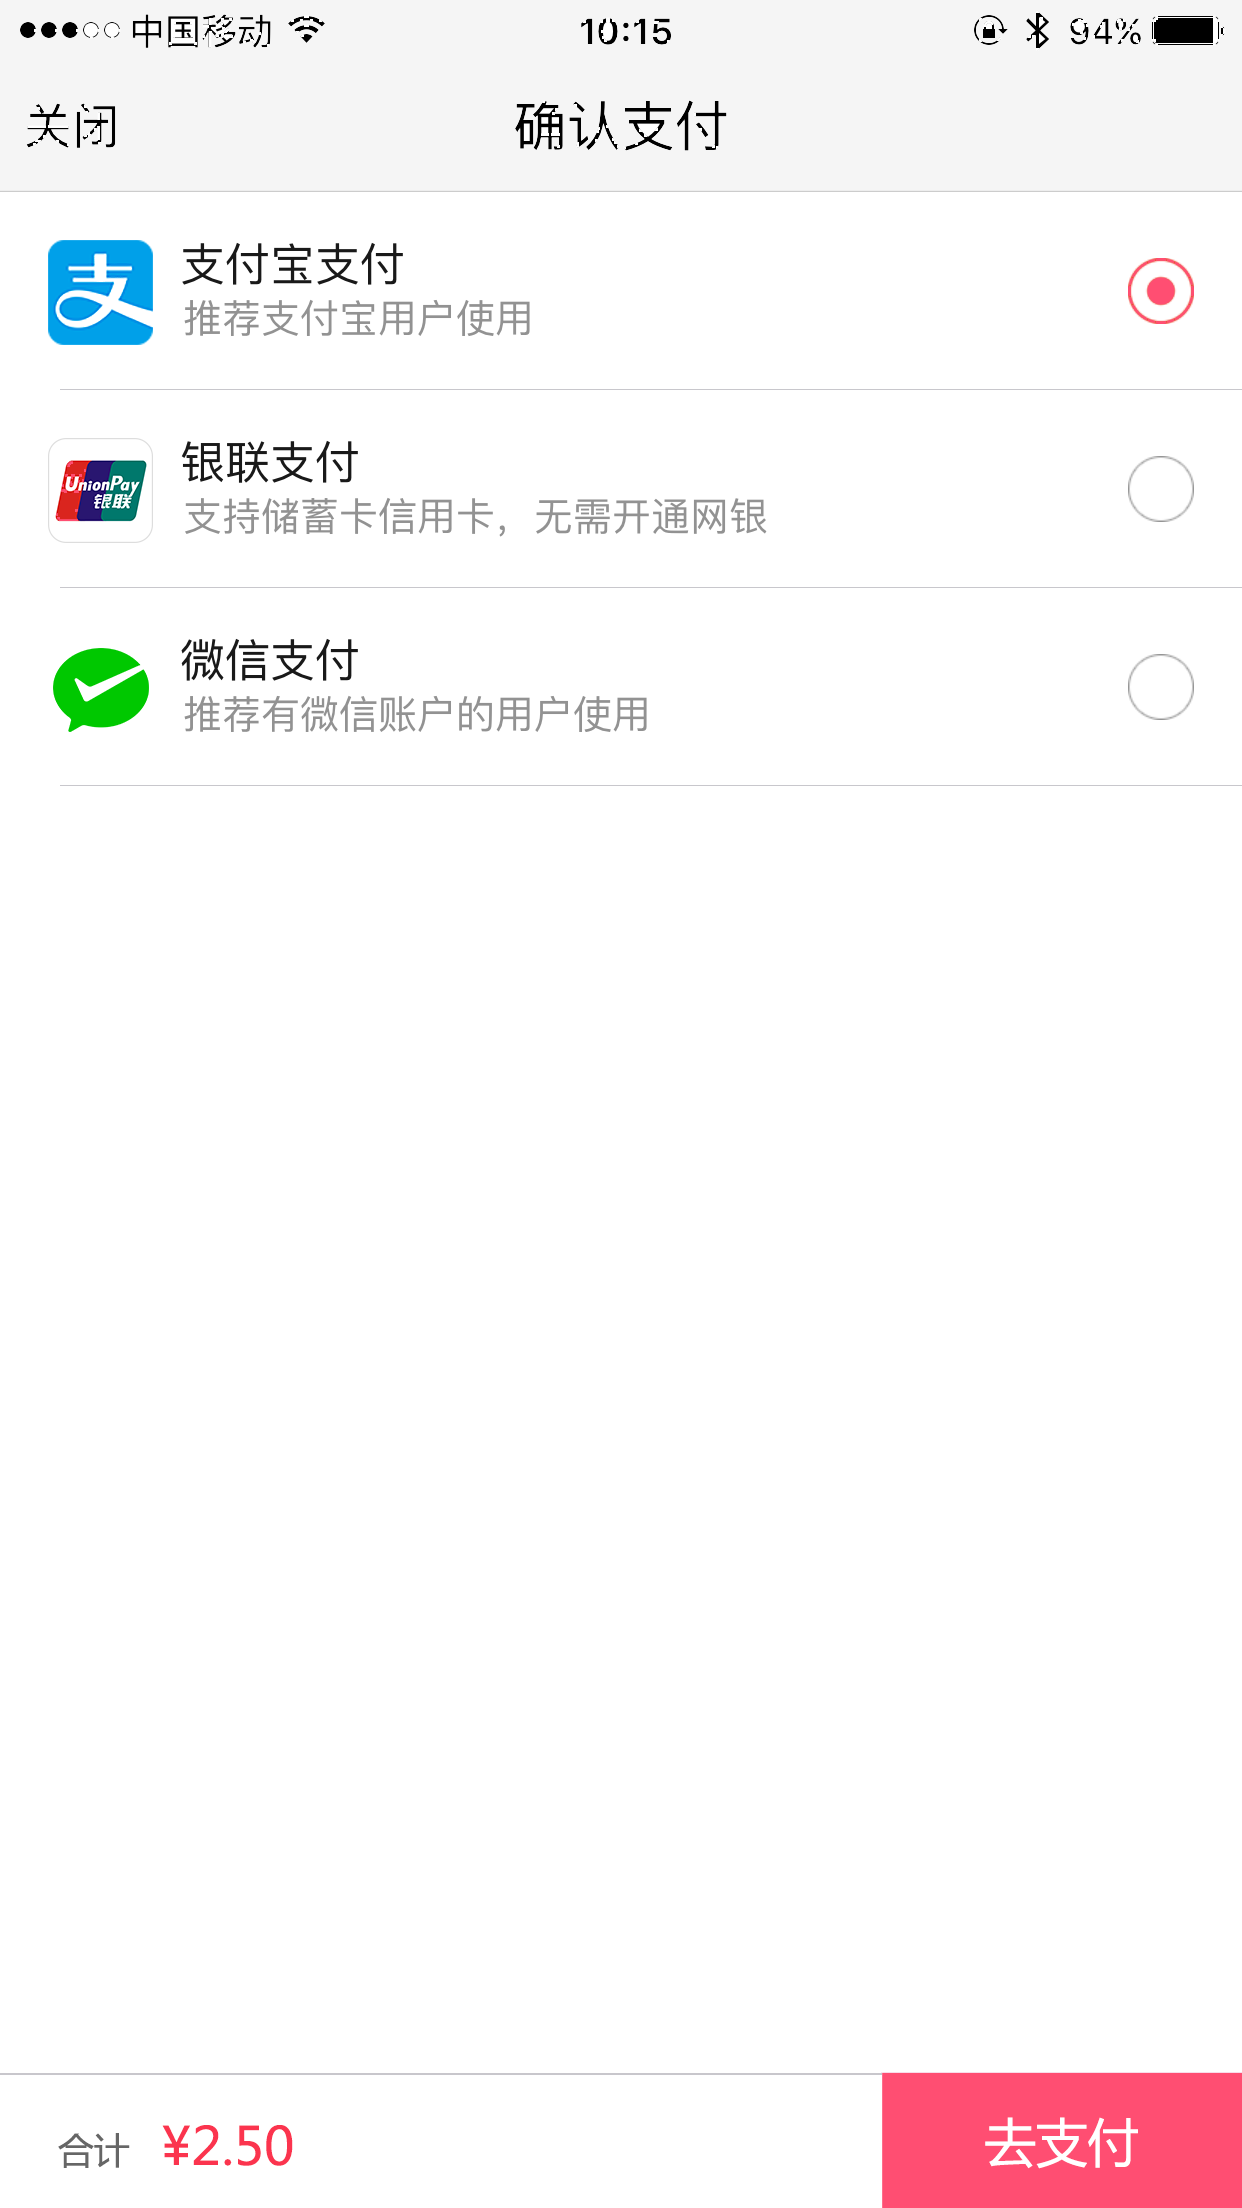 中国移动 10:15 94%
关闭 确认支付
支
支付宝支付
推荐支付宝用户使用
UnionPay
银联
银联支付
支持储蓄卡信用卡，无需开通网银
微信支付
推荐有微信账户的用户使用
合计 ¥2.50 去支付